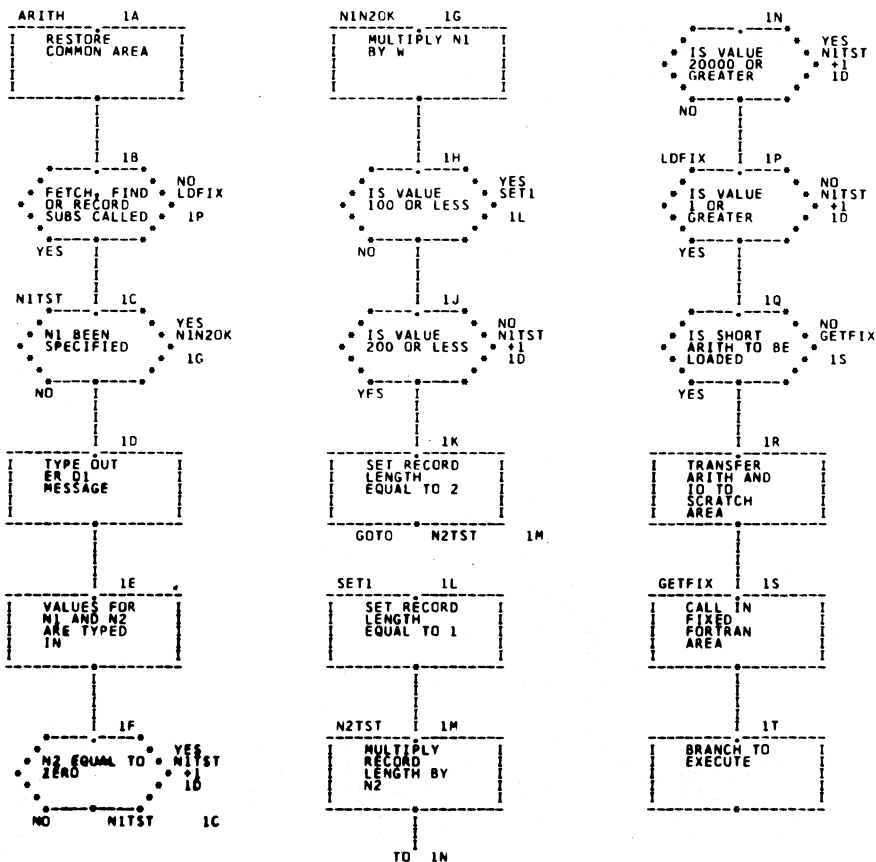 ARITH 1A
RESTORE
COMMON AREA
1B
FETCH, FIND
OR RECORD
SUBS CALLED
NO
LDFIX
1P
YES
N1TST 1C
N1 BEEN
SPECIFIED
YES
N1N2OK
1G
NO
1D
TYPE OUT
ER D1
MESSAGE
1E
VALUES FOR
N1 AND N2
ARE TYPED
IN
1F
N2 EQUAL TO
ZERO
YES
N1TST
+1
1D
NO N1TST 1C
N1N2OK 1G
MULTIPLY N1
BY W
1H
IS VALUE
100 OR LESS
YES
SET1
1L
NO
1J
IS VALUE
200 OR LESS
NO
N1TST
+1
1D
YES
1K
SET RECORD
LENGTH
EQUAL TO 2
GOTO N2TST 1M
SET1 1L
SET RECORD
LENGTH
EQUAL TO 1
N2TST 1M
MULTIPLY
RECORD
LENGTH BY
N2
TO 1N
1N
IS VALUE
20000 OR
GREATER
YES
N1TST
+1
1D
NO
LDFIX 1P
IS VALUE
1 OR
GREATER
NO
N1TST
+1
1D
YES
1Q
IS SHORT
ARITH TO BE
LOADED
NO
GETFIX
1S
YES
1R
TRANSFER
ARITH AND
IO TO
SCRATCH
AREA
GETFIX 1S
CALL IN
FIXED
FORTRAN
AREA
1T
BRANCH TO
EXECUTE